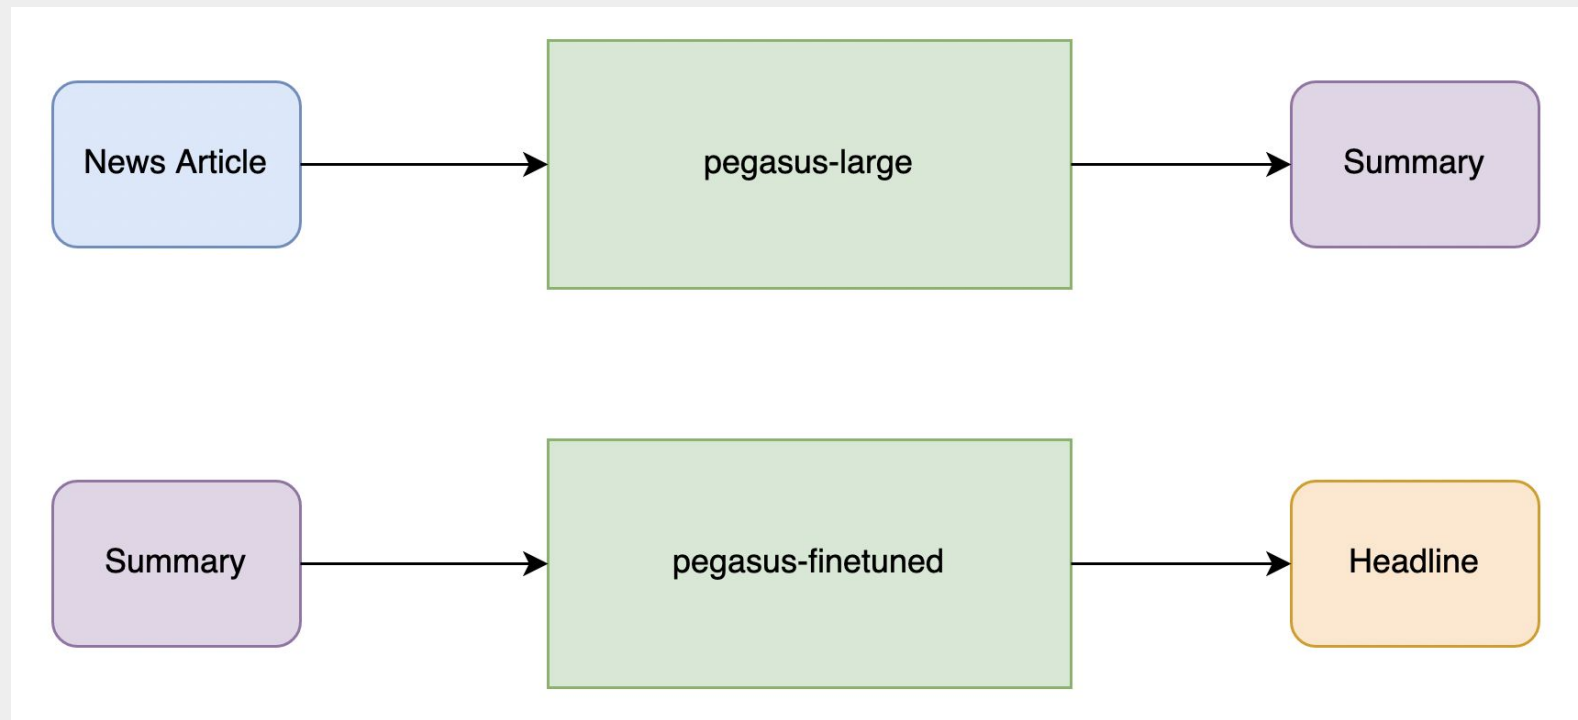 News Article
pegasus-large
Summary
Summary
pegasus-finetuned
Headline